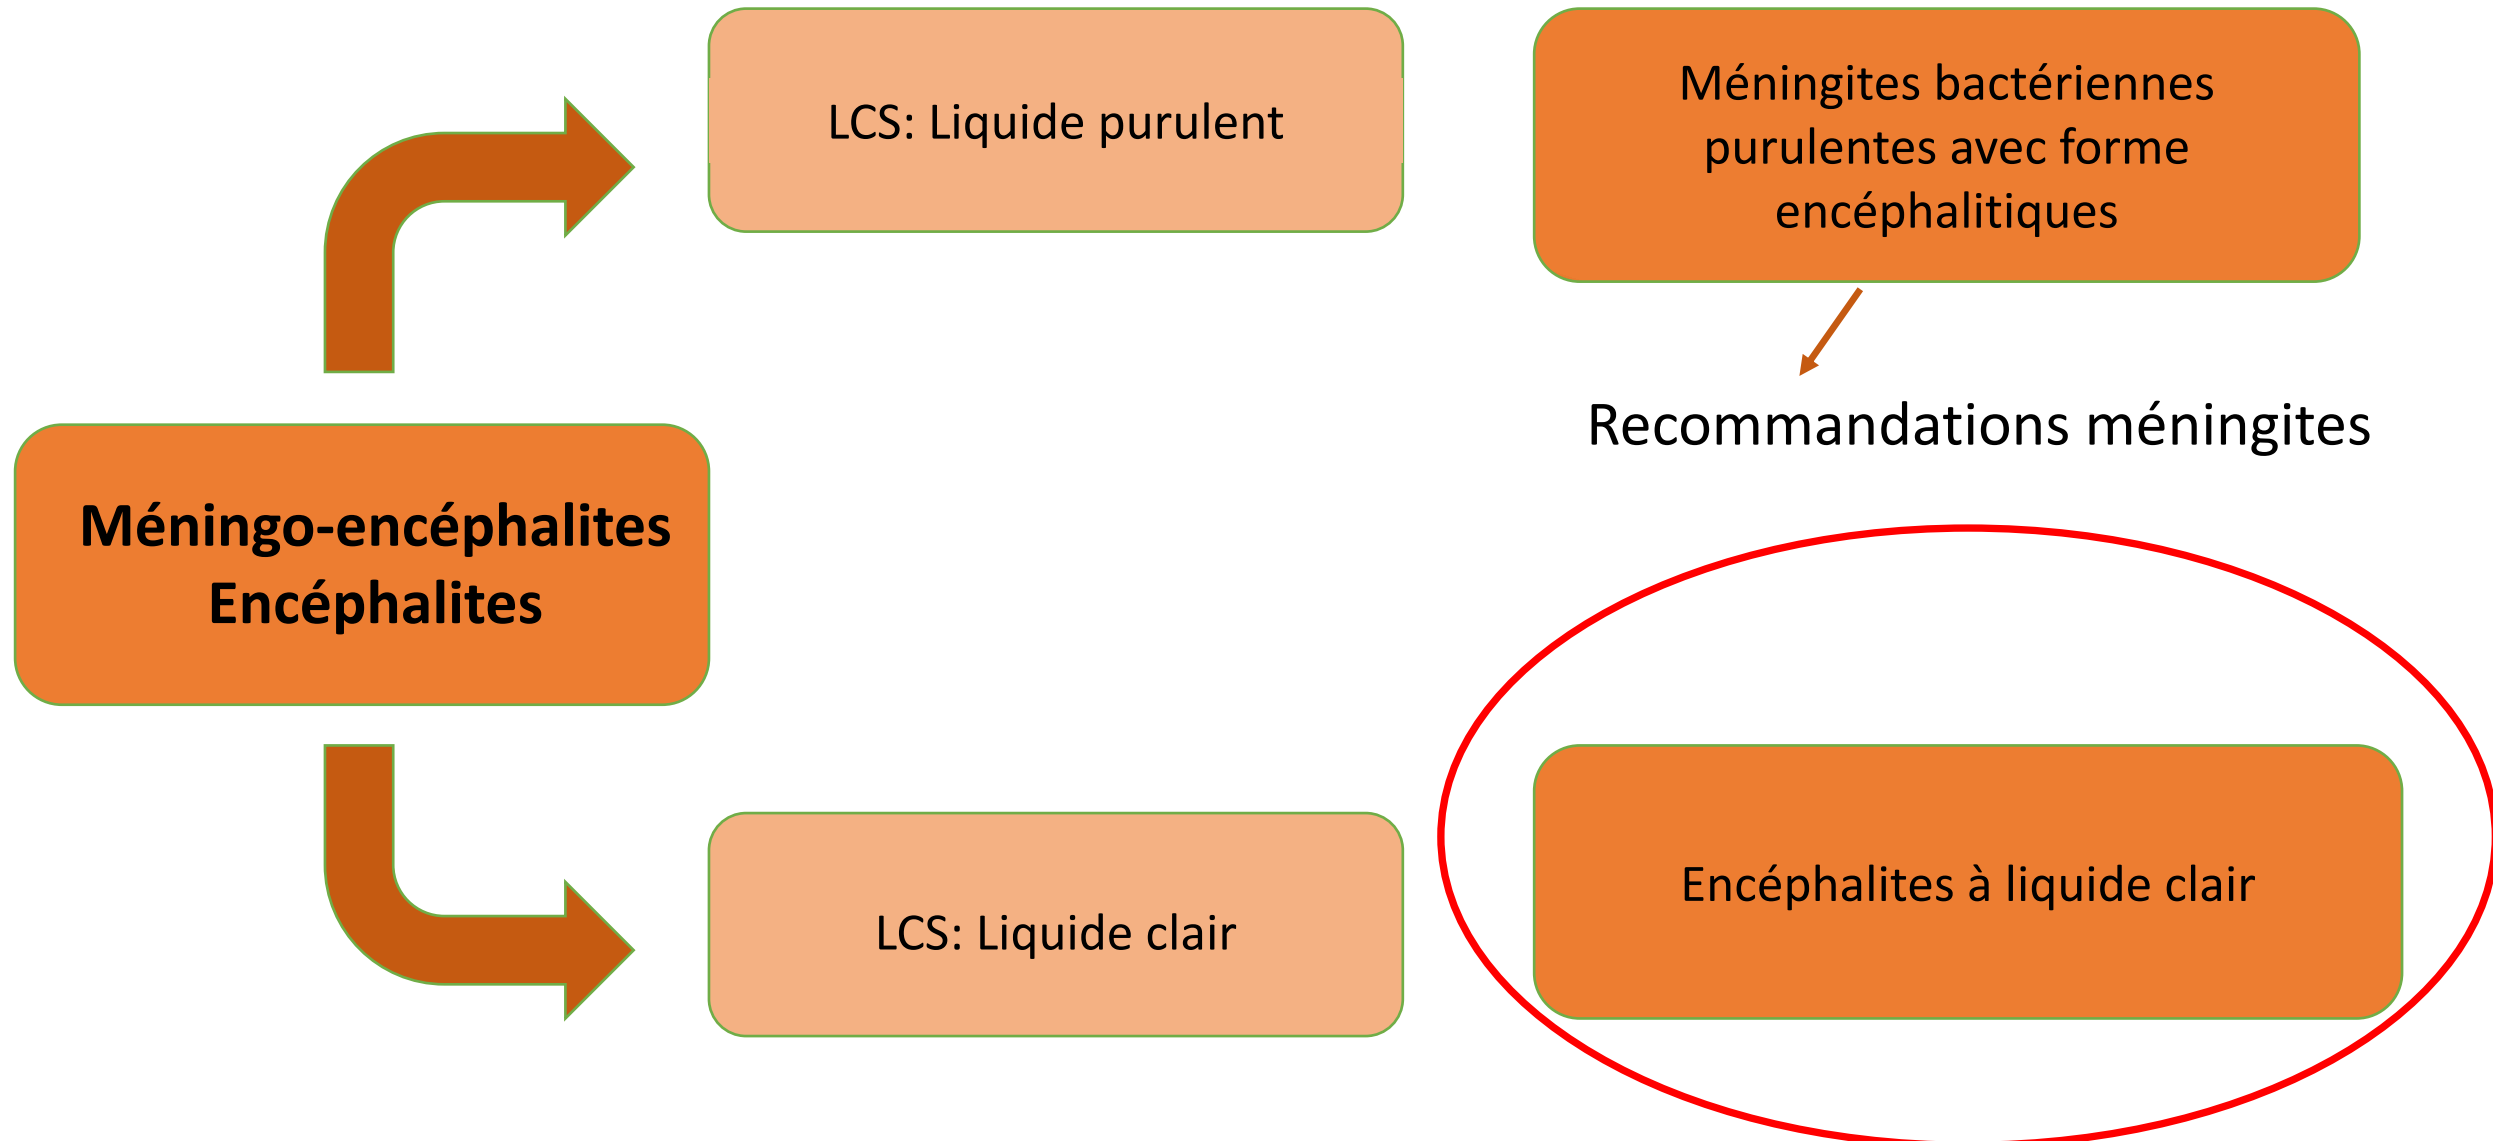 LCS: Liquide purulent
Méningites bactériennes
purulentes avec forme
encéphalitiques
Recommandations méningites
Méningo-encéphalites
Encéphalites
LCS: Liquide clair
Encéphalites à liquide clair